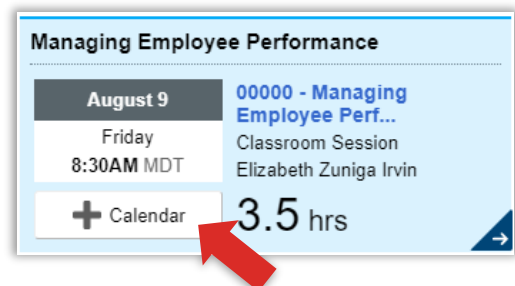 Managing Employee Performance
August 9
Friday
8:30AM MDT
Calendar
00000 - Managing
Employee Perf...
Classroom Session
Elizabeth Zuniga Irvin
3.5 hrs